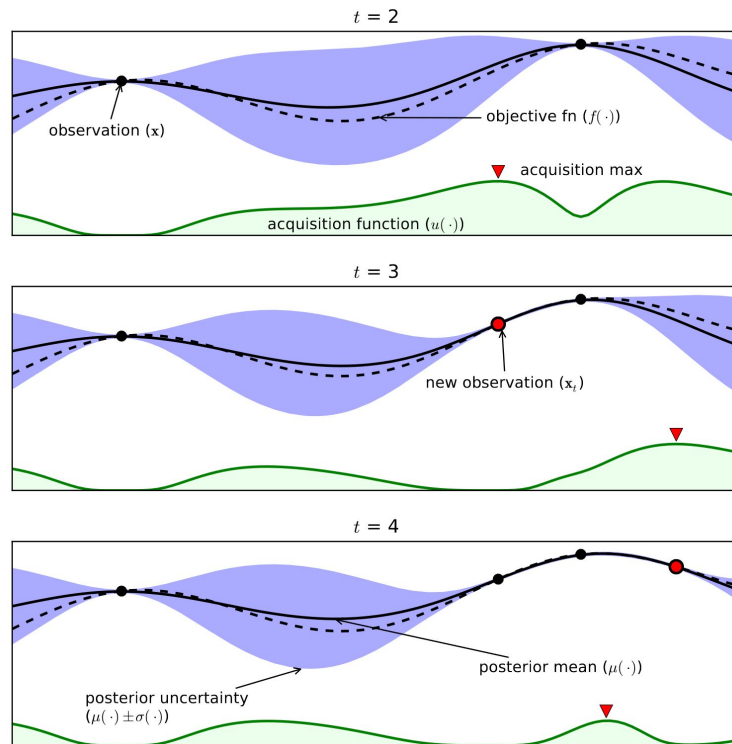 t = 2
observation (x)
objective fn (f(·))
acquisition max
acquisition function (u(·))
t = 3
new observation (xₜ)
t = 4
posterior mean (μ(·))
posterior uncertainty
(μ(·) ±σ(·))